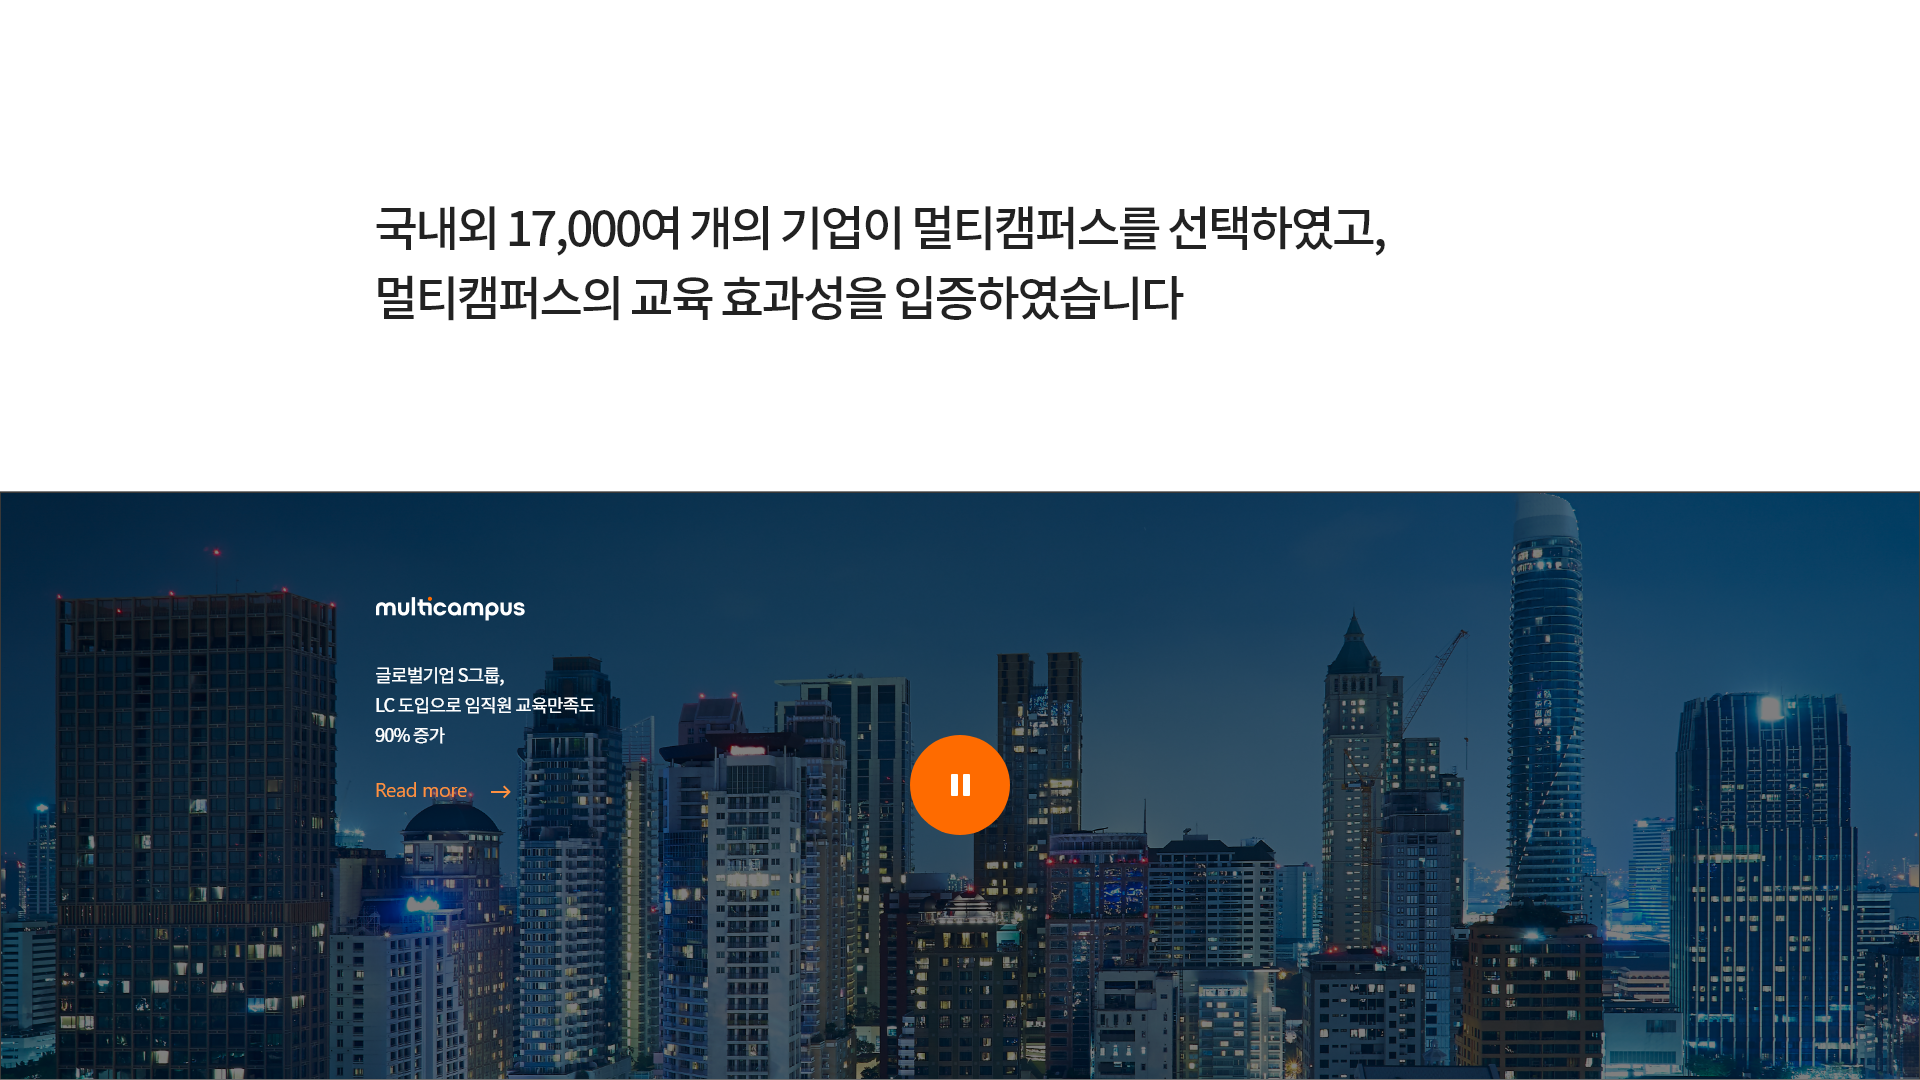 국내외 17,000여 개의 기업이 멀티캠퍼스를 선택하였고,
멀티캠퍼스의 교육 효과성을 입증하였습니다
multicampus
글로벌기업 S그룹,
LC 도입으로 임직원 교육만족도
90% 증가
Read more →